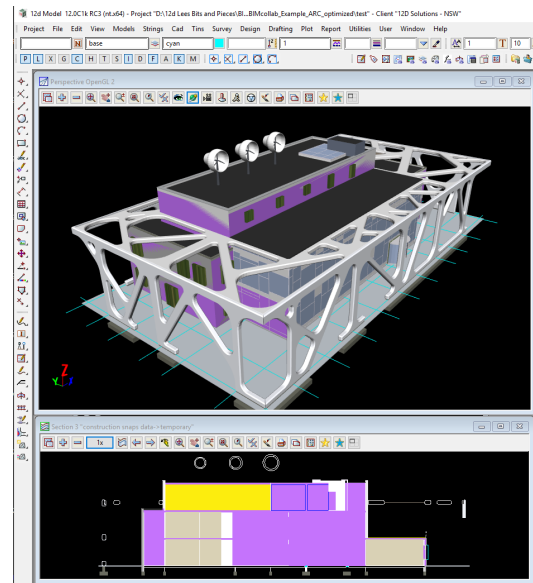 12d Model 12.0C1k RC3 (nt.x64) - Project "D:\12d Lees Bits and Pieces\BI...BIMcollab_Example_ARC_optimized\test" - Client "12D Solutions - NSW"
Project File Edit View Models Strings Cad Tins Survey Design Drafting Plot Report Utilities User Window Help
N base cyan 1 1 T 10
P L X G C H T S I D F A K M
Perspective OpenGL 2
Z
Y
Section 3 "construction snaps data->temporary"
1x